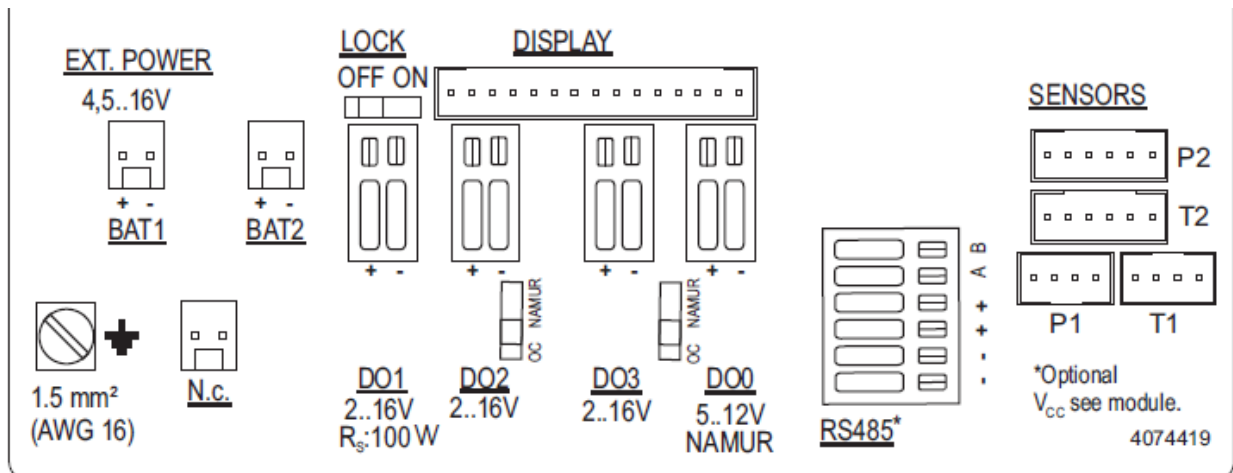 EXT. POWER
4,5..16V
+ -
BAT1
+ -
BAT2
LOCK
OFF ON
DISPLAY
+ -
+ -
+ -
+ -
OC NAMUR
OC NAMUR
1.5 mm²
(AWG 16)
N.c.
DO1
2..16V
Rₛ:100 W
DO2
2..16V
DO3
2..16V
DO0
5..12V
NAMUR
B
A
+
+
-
-
RS485*
SENSORS
P2
T2
P1
T1
*Optional
V_CC see module.
4074419